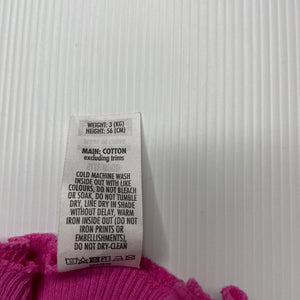 WEIGHT: 3 (KG)
HEIGHT: 56 (CM)
MAIN: COTTON
excluding trims
COLD MACHINE WASH
INSIDE OUT WITH LIKE
COLOURS, DO NOT BLEACH
OR SOAK, DO NOT TUMBLE
DRY, LINE DRY IN SHADE
WITHOUT DELAY, WARM
IRON INSIDE OUT (DO NOT
IRON PRINTS OR
EMBELLISHMENTS),
DO NOT DRY-CLEAN